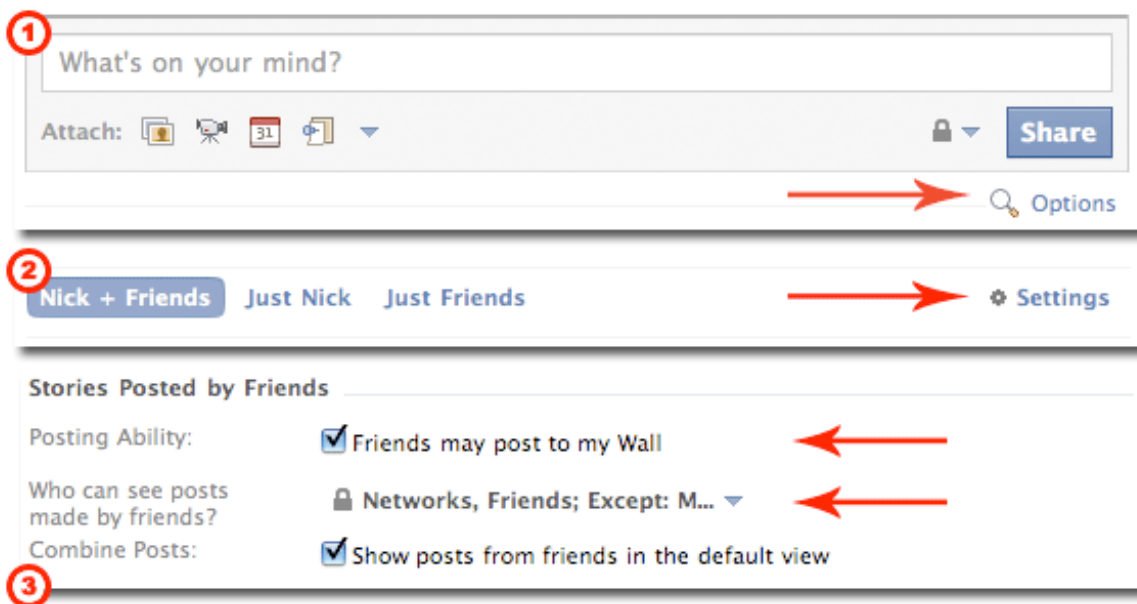 1
What's on your mind?
Attach: 31 Share
Options
2
Nick + Friends Just Nick Just Friends Settings
Stories Posted by Friends
Posting Ability: Friends may post to my Wall
Who can see posts
made by friends?
Networks, Friends; Except: M...
Combine Posts: Show posts from friends in the default view
3